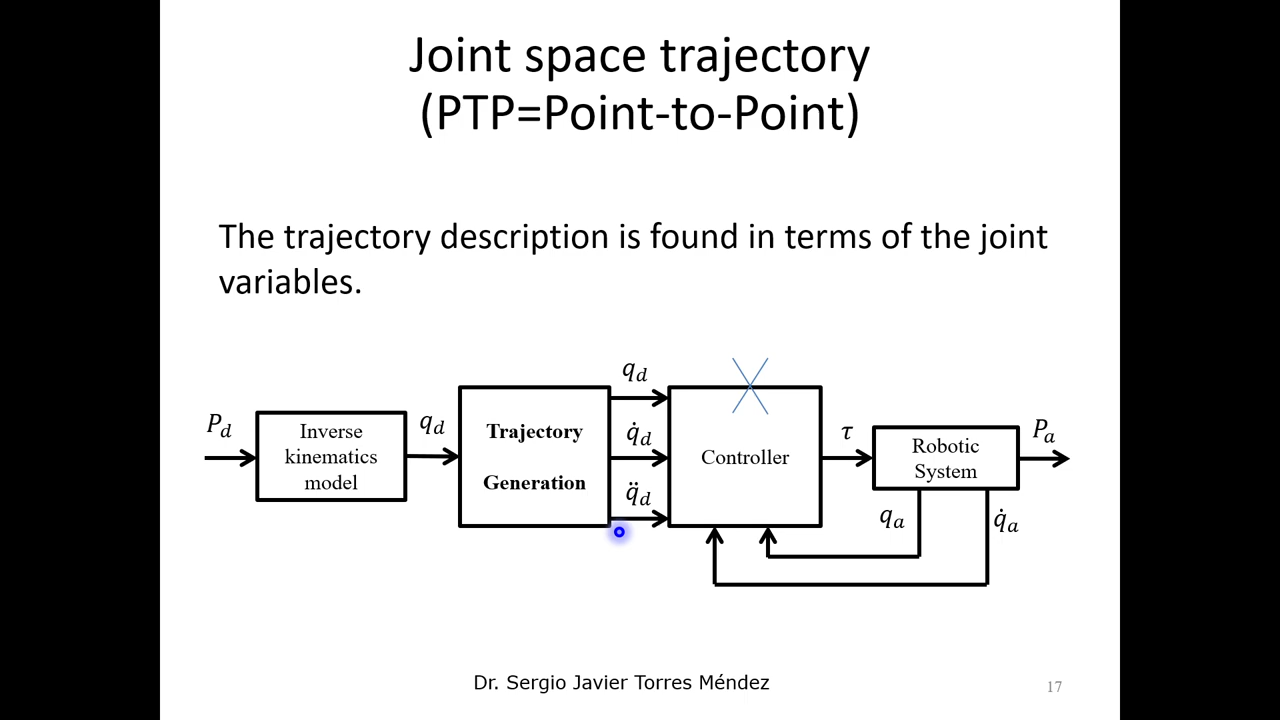 Joint space trajectory
(PTP=Point-to-Point)
The trajectory description is found in terms of the joint
variables.
P_d
Inverse
kinematics
model
q_d
Trajectory
Generation
q_d
q̇_d
q̈_d
Controller
τ
Robotic
System
P_a
q_a
q̇_a
Dr. Sergio Javier Torres Méndez
17